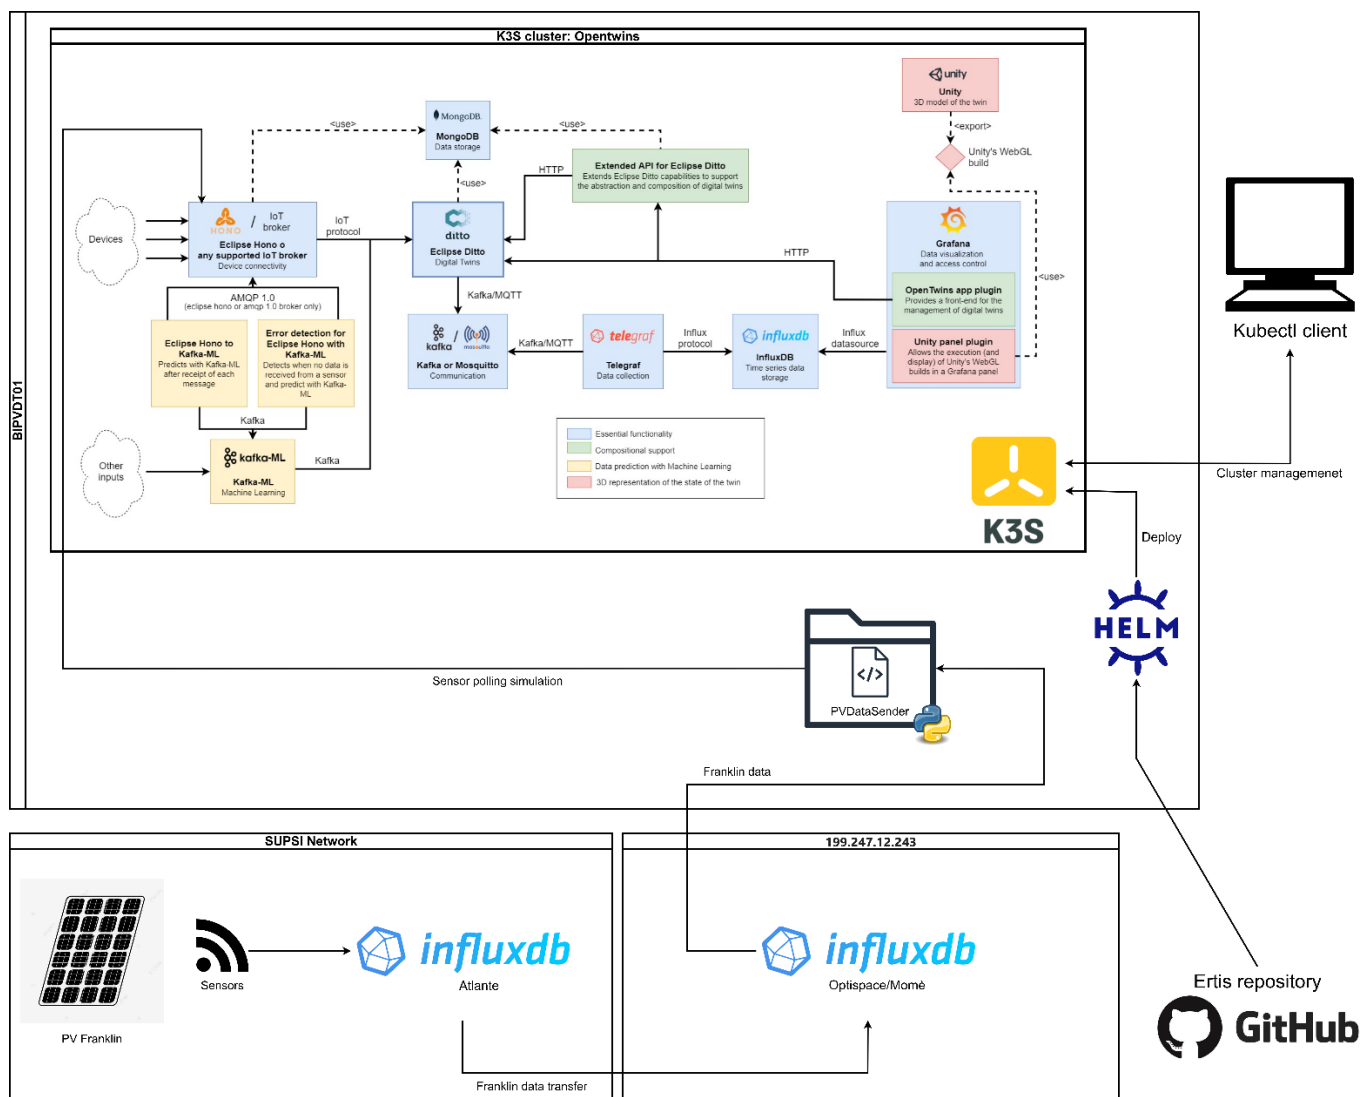 K3S cluster: Opentwins
BIPVDT01
unity
Unity
3D model of the twin
<export>
Unity's WebGL
build
MongoDB.
MongoDB
Data storage
<use>
<use>
<use>
HTTP
Extended API for Eclipse Ditto
Extends Eclipse Ditto capabilities to support
the abstraction and composition of digital twins
Devices
HONO
/
IoT
broker
Eclipse Hono o
any supported IoT broker
Device connectivity
IoT
protocol
ditto
Eclipse Ditto
Digital Twins
HTTP
Grafana
Data visualization
and access control
<use>
OpenTwins app plugin
Provides a front-end for the
management of digital twins
Unity panel plugin
Allows the execution (and
display) of Unity's WebGL
builds in a Grafana panel
AMQP 1.0
(eclipse hono or amqp 1.0 broker only)
Eclipse Hono to
Kafka-ML
Predicts with Kafka-ML
after receipt of each
message
Error detection for
Eclipse Hono with
Kafka-ML
Detects when no data is
received from a sensor
and predict with Kafka-
ML
Kafka/MQTT
kafka
/
mosquitto
Kafka or Mosquitto
Communication
Kafka/MQTT
telegraf
Telegraf
Data collection
Influx
protocol
influxdb
InfluxDB
Time series data
storage
Influx
datasource
Kafka
Other
inputs
kafka-ML
Kafka-ML
Machine Learning
Kafka
Essential functionality
Compositional support
Data prediction with Machine Learning
3D representation of the state of the twin
K3S
Kubectl client
Cluster managemenet
Deploy
HELM
Sensor polling simulation
</>
PVDataSender
Franklin data
SUPSI Network
199.247.12.243
PV Franklin
Sensors
influxdb
Atlante
influxdb
Optispace/Momè
Franklin data transfer
Ertis repository
GitHub